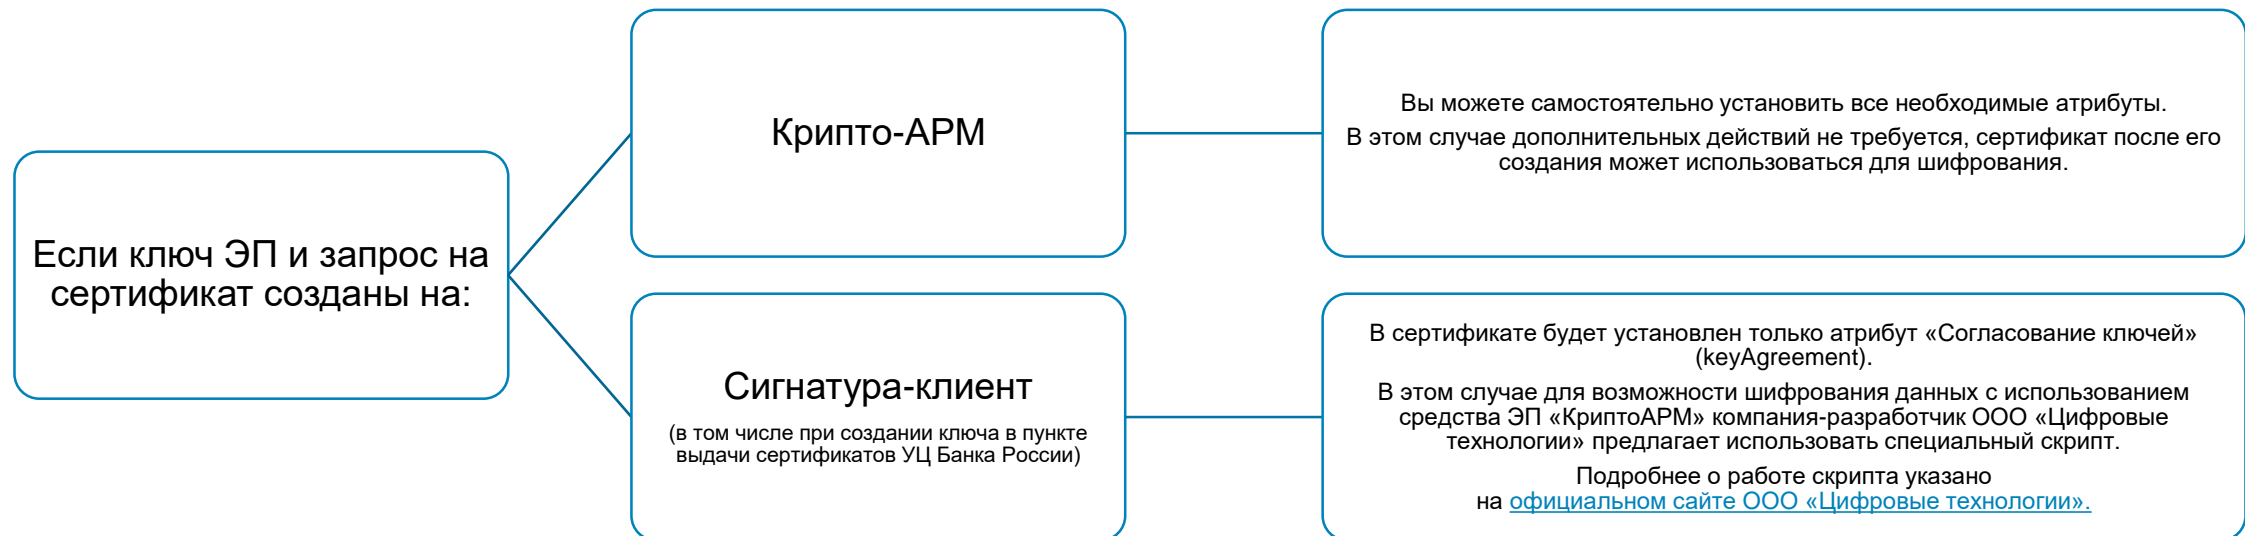 Если ключ ЭП и запрос на
сертификат созданы на:
Крипто-АРМ
Вы можете самостоятельно установить все необходимые атрибуты.
В этом случае дополнительных действий не требуется, сертификат после его
создания может использоваться для шифрования.
Сигнатура-клиент
(в том числе при создании ключа в пункте
выдачи сертификатов УЦ Банка России)
В сертификате будет установлен только атрибут «Согласование ключей»
(keyAgreement).
В этом случае для возможности шифрования данных с использованием
средства ЭП «КриптоАРМ» компания-разработчик ООО «Цифровые
технологии» предлагает использовать специальный скрипт.
Подробнее о работе скрипта указано
на официальном сайте ООО «Цифровые технологии».